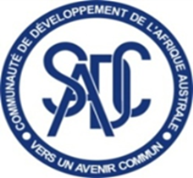 COMMUNAUTÉ DE DÉVELOPPEMENT DE L'AFRIQUE AUSTRALE
SADC
VERS UN AVENIR COMMUN